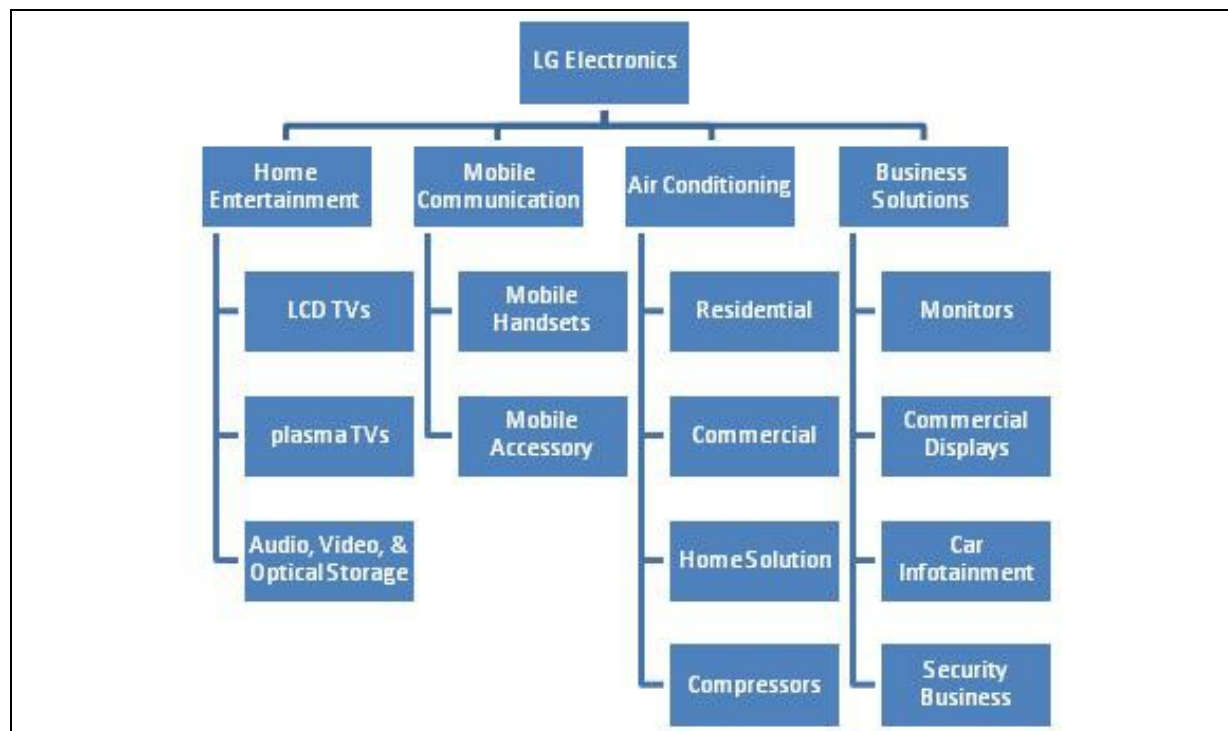 LG Electronics
Home
Entertainment
Mobile
Communication
Air Conditioning
Business
Solutions
LCD TVs
Mobile
Handsets
Residential
Monitors
plasma TVs
Mobile
Accessory
Commercial
Commercial
Displays
Audio, Video, &
Optical Storage
Home Solution
Car
Infotainment
Compressors
Security
Business